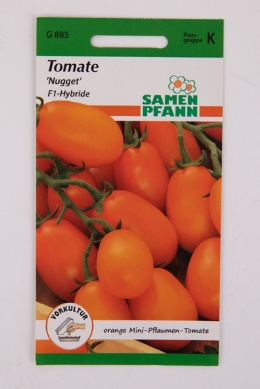 G 885
Preis-
gruppe K
Tomate
'Nugget'
F1-Hybride
SAMEN
PFANN
VORKULTUR
orange Mini-Pflaumen-Tomate